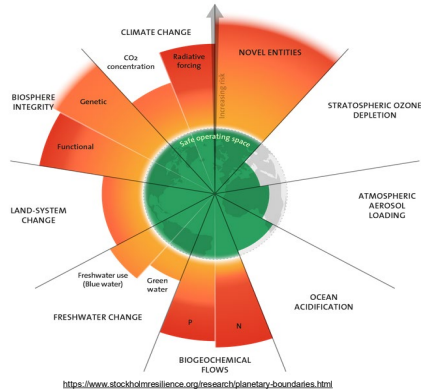 CLIMATE CHANGE
CO2
concentration
Radiative
forcing
NOVEL ENTITIES
Increasing risk
BIOSPHERE
INTEGRITY
Genetic
Functional
STRATOSPHERIC OZONE
DEPLETION
Safe operating space
ATMOSPHERIC
AEROSOL
LOADING
LAND-SYSTEM
CHANGE
Freshwater use
(Blue water)
Green
water
OCEAN
ACIDIFICATION
FRESHWATER CHANGE
P
N
BIOGEOCHEMICAL
FLOWS
https://www.stockholmresilience.org/research/planetary-boundaries.html